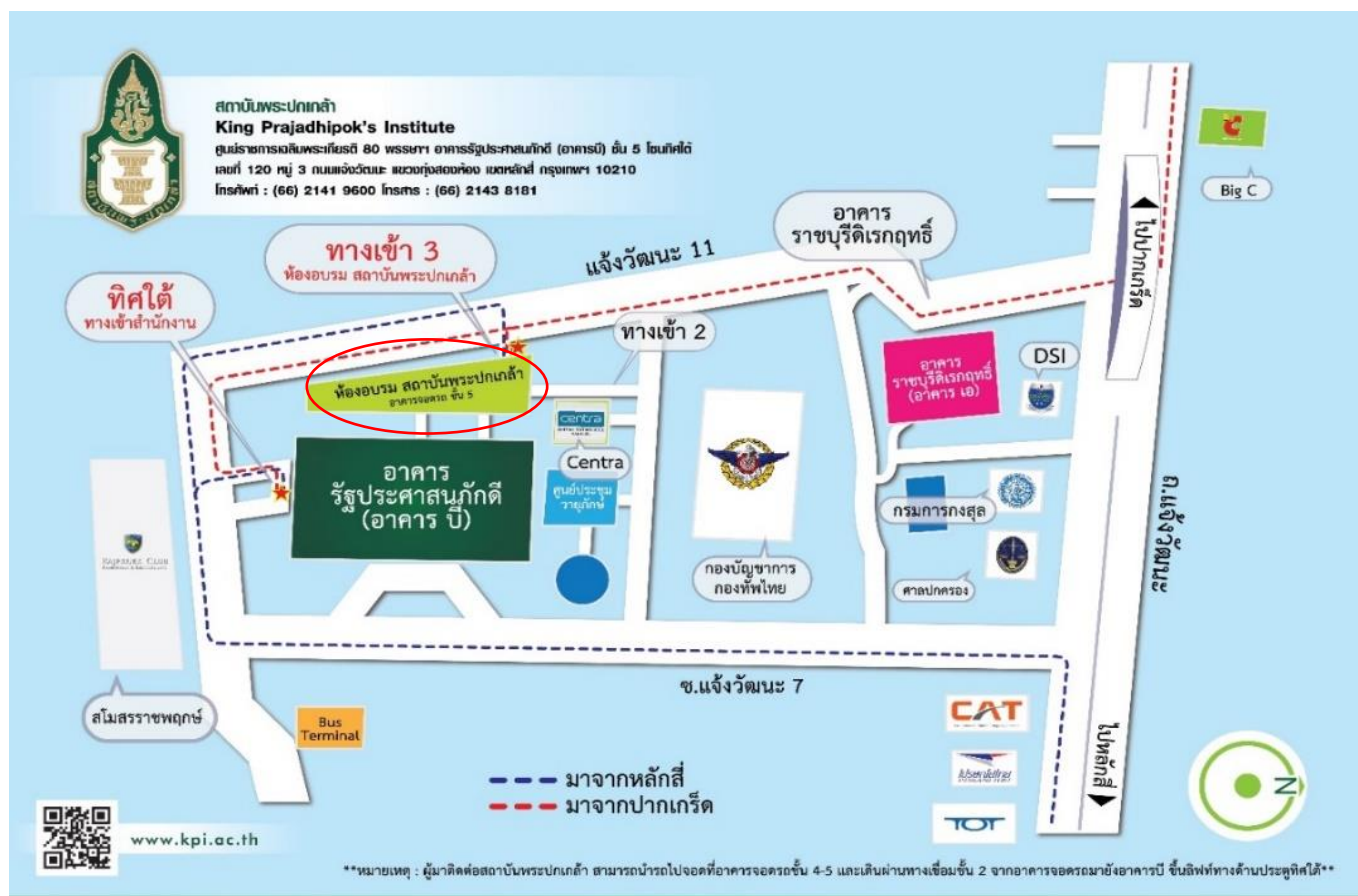 สถาบันพระปกเกล้า
King Prajadhipok's Institute
ศูนย์ราชการเฉลิมพระเกียรติ 80 พรรษาฯ อาคารรัฐประศาสนภักดี (อาคารบี) ชั้น 5 โซนทิศใต้
เลขที่ 120 หมู่ 3 ถนนแจ้งวัฒนะ แขวงทุ่งสองห้อง เขตหลักสี่ กรุงเทพฯ 10210
โทรศัพท์ : (66) 2141 9600 โทรสาร : (66) 2143 8181
สถาบันพระปกเกล้า
Big C
อาคาร
ราชบุรีดิเรกฤทธิ์
ไปปากเกร็ด
แจ้งวัฒนะ 11
ทางเข้า 3
ห้องอบรม สถาบันพระปกเกล้า
ทิศใต้
ทางเข้าสำนักงาน
ทางเข้า 2
DSI
อาคาร
ราชบุรีดิเรกฤทธิ์
(อาคาร เอ)
ห้องอบรม สถาบันพระปกเกล้า
อาคารจอดรถ ชั้น 5
centra
Centra
อาคาร
รัฐประศาสนภักดี
(อาคาร บี)
ศูนย์ประชุม
วายุภักษ์
กรมการกงสุล
ถ.แจ้งวัฒนะ
RAJPRUEK CLUB
กองบัญชาการ
กองทัพไทย
ศาลปกครอง
ซ.แจ้งวัฒนะ 7
สโมสรราชพฤกษ์
Bus
Terminal
CAT
ไปรษณีย์ไทย
TOT
ไปหลักสี่
มาจากหลักสี่
มาจากปากเกร็ด
N
www.kpi.ac.th
**หมายเหตุ : ผู้มาติดต่อสถาบันพระปกเกล้า สามารถนำรถไปจอดที่อาคารจอดรถชั้น 4-5 และเดินผ่านทางเชื่อมชั้น 2 จากอาคารจอดรถมายังอาคารบี ขึ้นลิฟท์ทางด้านประตูทิศใต้**